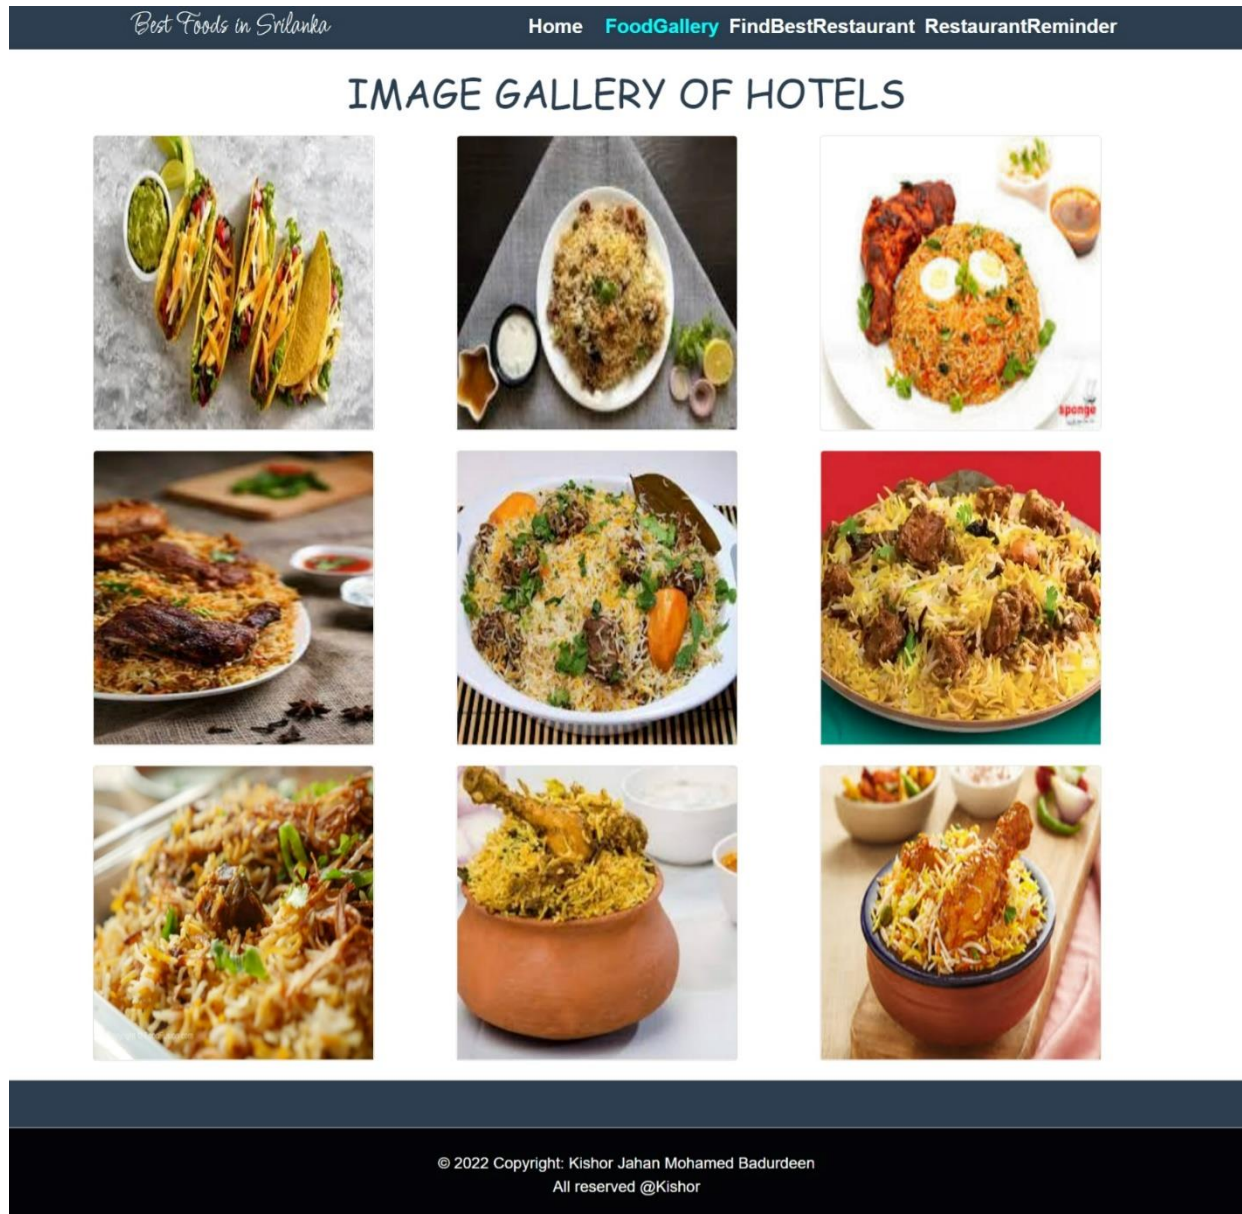 Best Foods in Srilanka
Home FoodGallery FindBestRestaurant RestaurantReminder
IMAGE GALLERY OF HOTELS
sponge
© 2022 Copyright: Kishor Jahan Mohamed Badurdeen
All reserved @Kishor